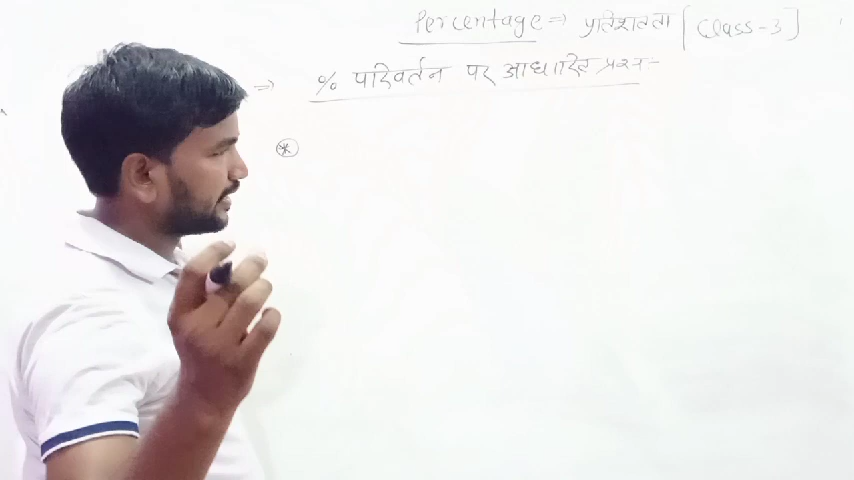 Percentage ⇒ प्रतिशतता [Class-3]
⇒ % परिवर्तन पर आधारित प्रश्न :-
*